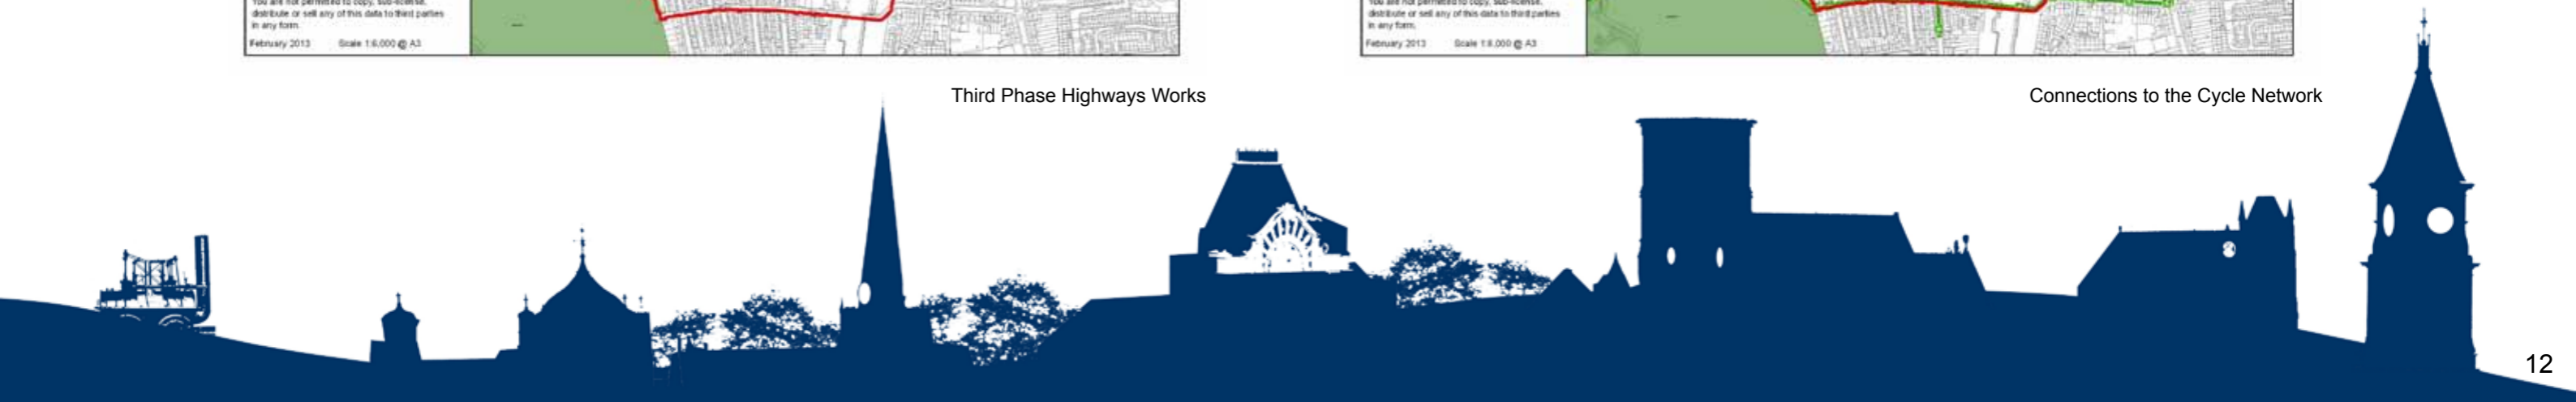 You are not permitted to copy, sub-license,
distribute or sell any of this data to third parties
in any form.
February 2013 Scale 1:6,000 @ A3
You are not permitted to copy, sub-license,
distribute or sell any of this data to third parties
in any form.
February 2013 Scale 1:8,000 @ A3
Third Phase Highways Works
Connections to the Cycle Network
12